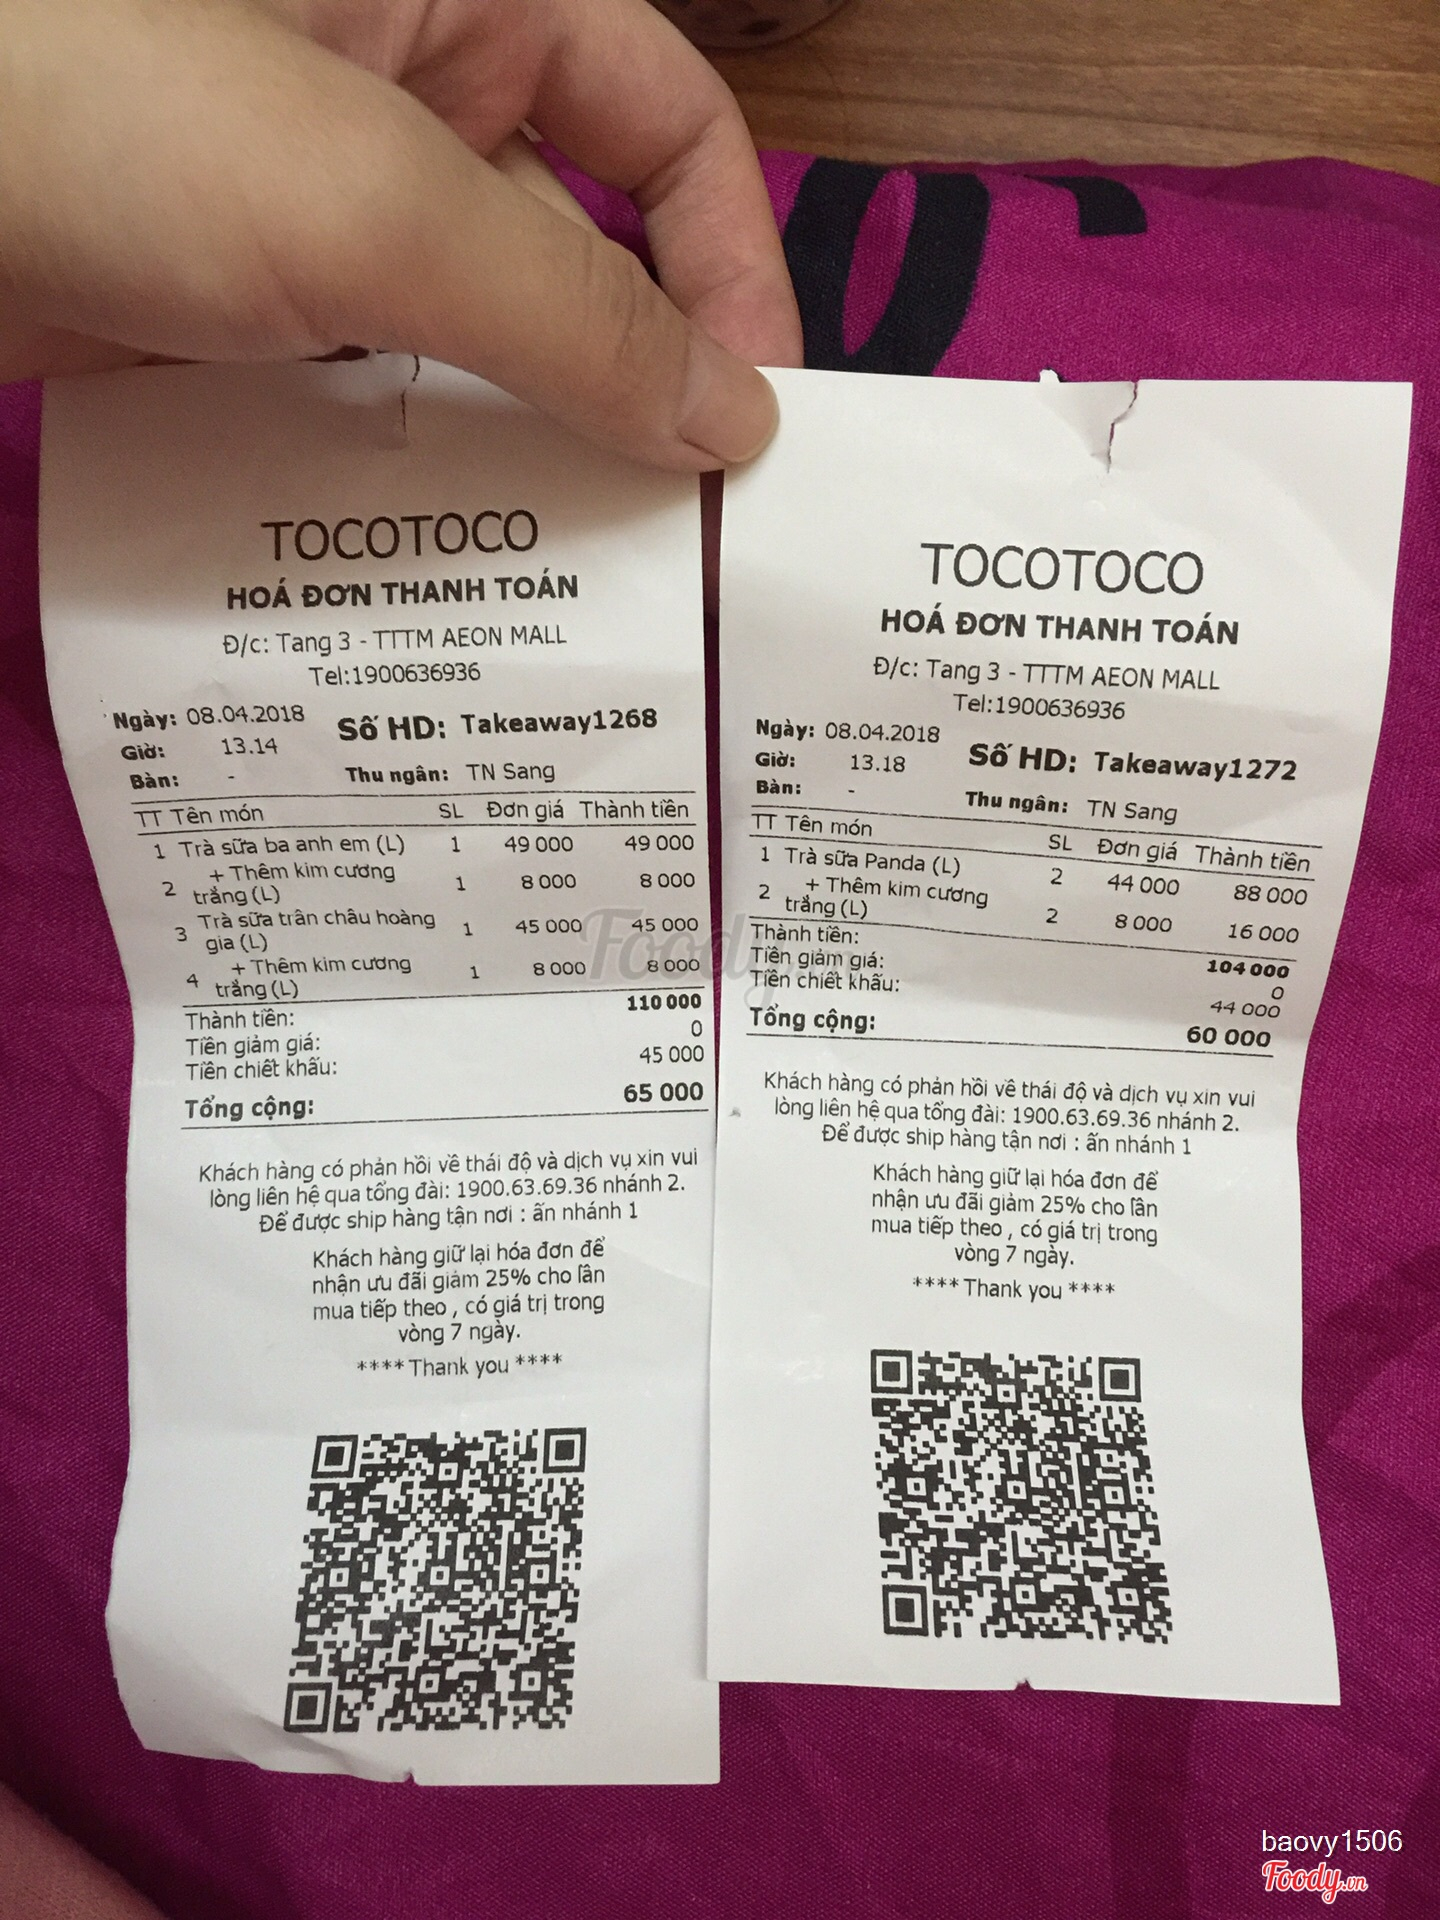 TOCOTOCO
HOÁ ĐƠN THANH TOÁN
Đ/c: Tang 3 - TTTM AEON MALL
Tel:1900636936
Ngày: 08.04.2018 Số HD: Takeaway1268
Giờ: 13.14
Bàn: - Thu ngân: TN Sang
TT Tên món SL Đơn giá Thành tiền
1 Trà sữa ba anh em (L) 1 49 000 49 000
2 + Thêm kim cương
trắng (L) 1 8 000 8 000
3 Trà sữa trân châu hoàng
gia (L) 1 45 000 45 000
4 + Thêm kim cương
trắng (L) 1 8 000 8 000
Thành tiền: 110 000
Tiền giảm giá: 0
Tiền chiết khấu: 45 000
Tổng cộng: 65 000
Khách hàng có phản hồi về thái độ và dịch vụ xin vui
lòng liên hệ qua tổng đài: 1900.63.69.36 nhánh 2.
Để được ship hàng tận nơi : ấn nhánh 1
Khách hàng giữ lại hóa đơn để
nhận ưu đãi giảm 25% cho lần
mua tiếp theo , có giá trị trong
vòng 7 ngày.
**** Thank you ****
TOCOTOCO
HOÁ ĐƠN THANH TOÁN
Đ/c: Tang 3 - TTTM AEON MALL
Tel:1900636936
Ngày: 08.04.2018 Số HD: Takeaway1272
Giờ: 13.18
Bàn: - Thu ngân: TN Sang
TT Tên món SL Đơn giá Thành tiền
1 Trà sữa Panda (L) 2 44 000 88 000
2 + Thêm kim cương
trắng (L) 2 8 000 16 000
Thành tiền: 104 000
Tiền giảm giá: 0
Tiền chiết khấu: 44 000
Tổng cộng: 60 000
Khách hàng có phản hồi về thái độ và dịch vụ xin vui
lòng liên hệ qua tổng đài: 1900.63.69.36 nhánh 2.
Để được ship hàng tận nơi : ấn nhánh 1
Khách hàng giữ lại hóa đơn để
nhận ưu đãi giảm 25% cho lần
mua tiếp theo , có giá trị trong
vòng 7 ngày.
**** Thank you ****
Foody.vn
baovy1506
Foody.vn